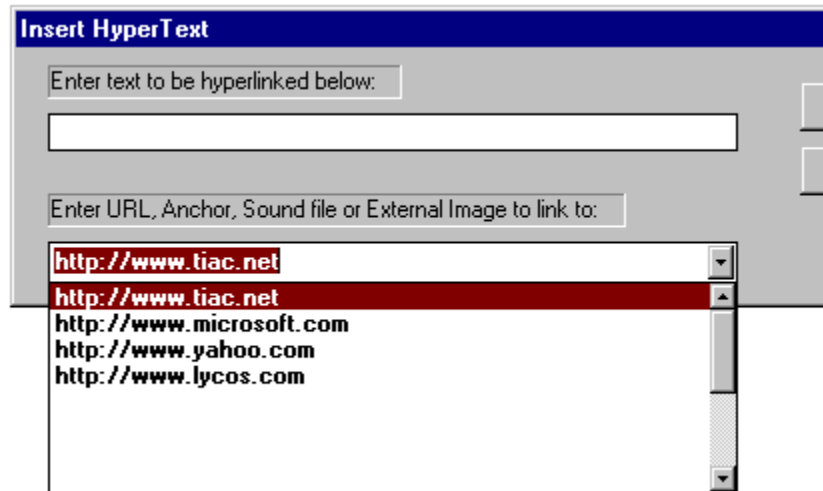 Insert HyperText
Enter text to be hyperlinked below:
Enter URL, Anchor, Sound file or External Image to link to:
http://www.tiac.net
http://www.tiac.net
http://www.microsoft.com
http://www.yahoo.com
http://www.lycos.com